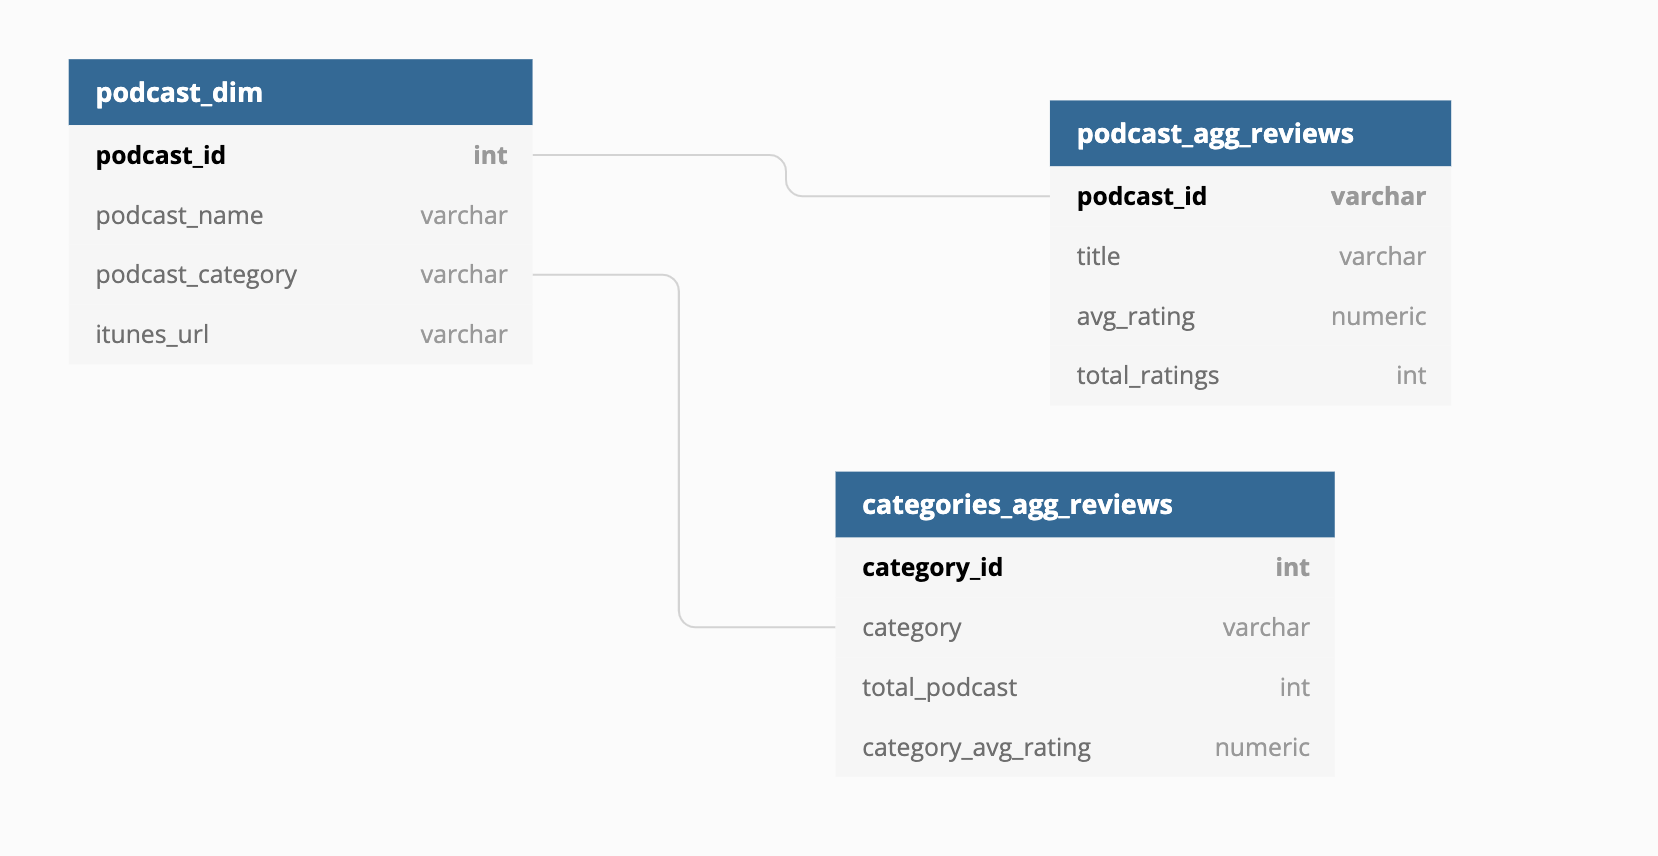 podcast_dim
podcast_id int
podcast_name varchar
podcast_category varchar
itunes_url varchar
podcast_agg_reviews
podcast_id varchar
title varchar
avg_rating numeric
total_ratings int
categories_agg_reviews
category_id int
category varchar
total_podcast int
category_avg_rating numeric